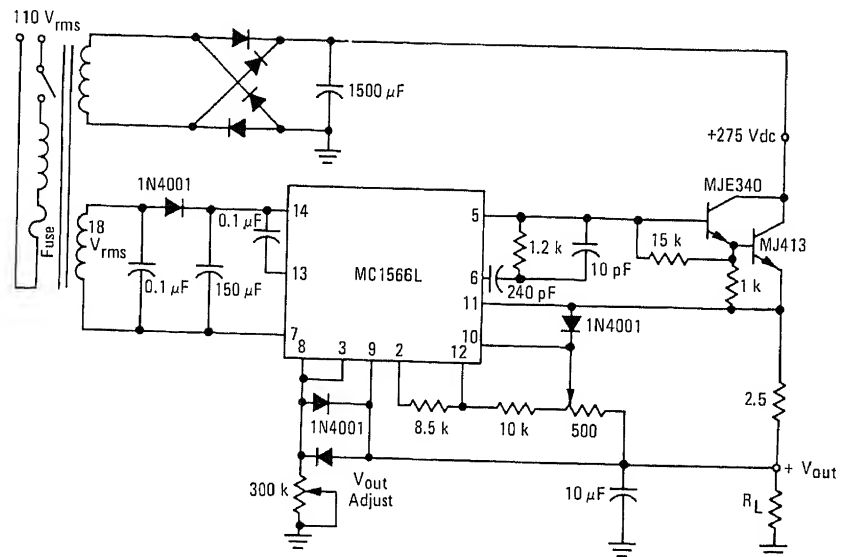 110 Vrms
1500 μF
+275 Vdc
1N4001
MJE340
18 Vrms
Fuse
0.1 μF
150 μF
0.1 μF
14
13
7
MC1566L
5
6
11
10
8
3
9
2
12
1.2 k
10 pF
240 pF
15 k
MJ413
1 k
1N4001
2.5
8.5 k
10 k
500
1N4001
300 k
Vout
Adjust
10 μF
+ Vout
RL